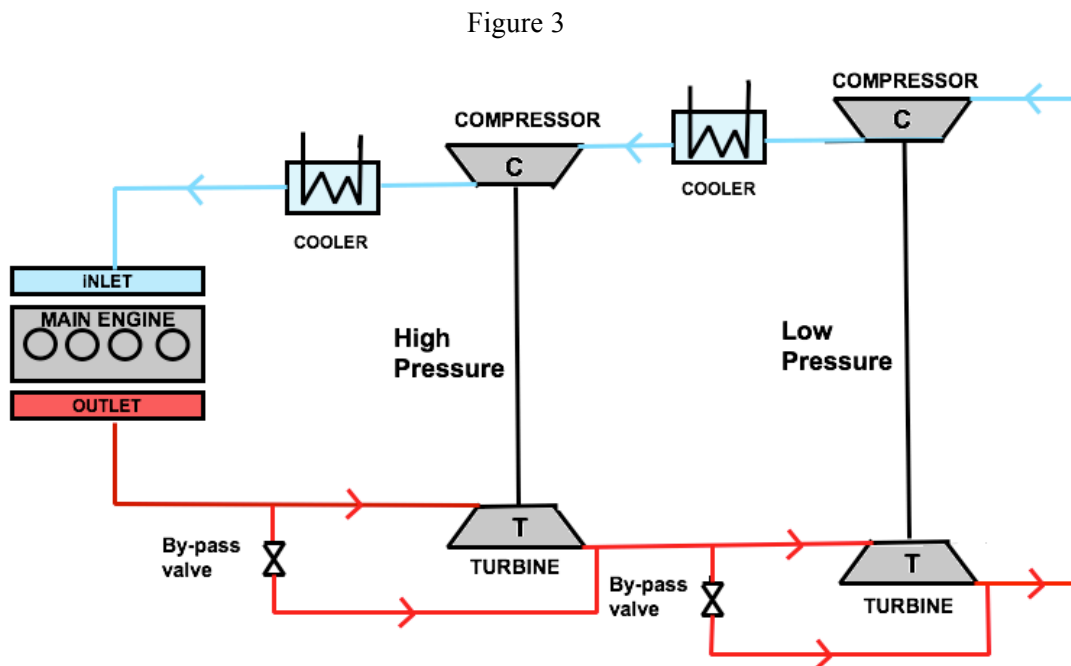 Figure 3
COMPRESSOR
C
COMPRESSOR
C
COOLER
COOLER
iNLET
MAIN ENGINE
High
Pressure
Low
Pressure
OUTLET
By-pass
valve
T
TURBINE
By-pass
valve
T
TURBINE